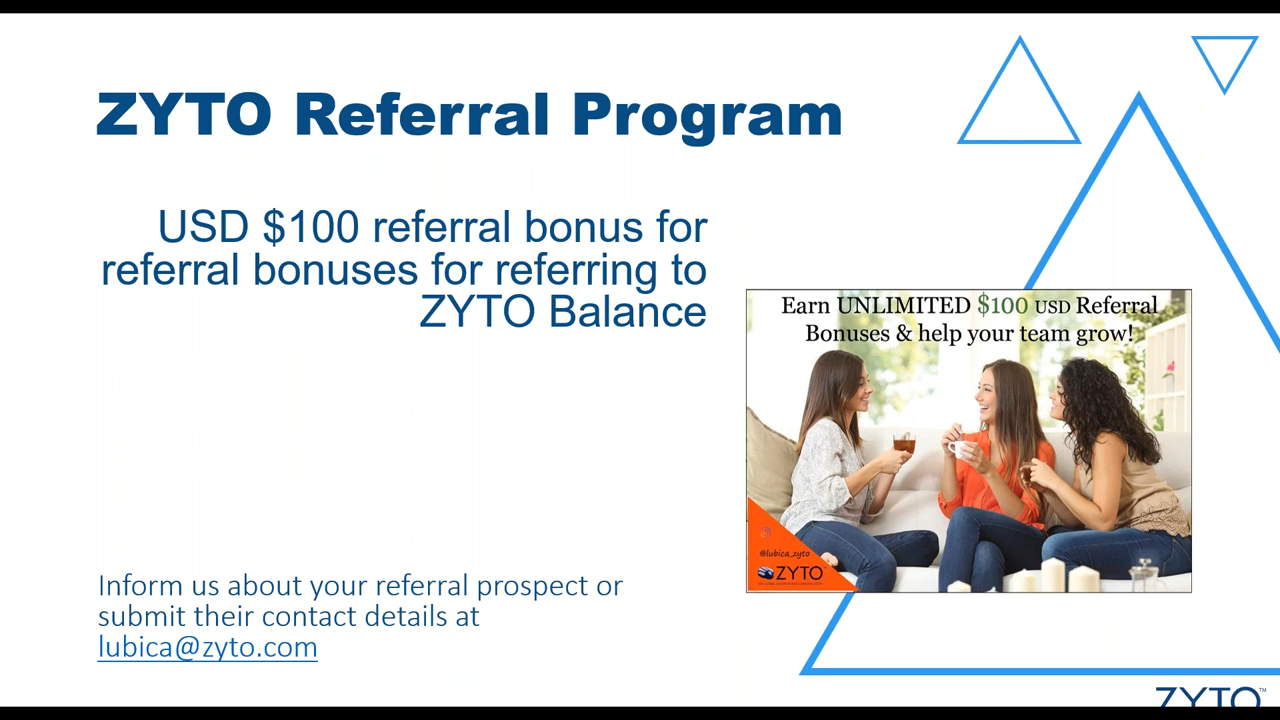 ZYTO Referral Program
USD $100 referral bonus for
referral bonuses for referring to
ZYTO Balance
Earn UNLIMITED $100 USD Referral
Bonuses & help your team grow!
@lubica_zyto
ZYTO
Inform us about your referral prospect or
submit their contact details at
lubica@zyto.com
ZYTO™